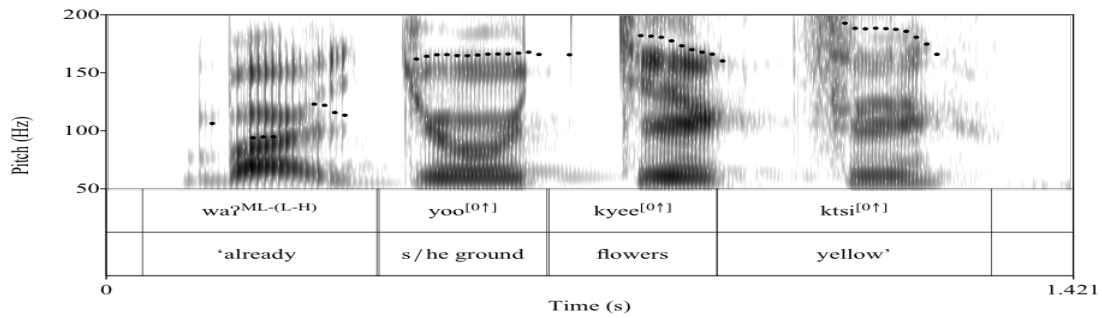 200
150
100
50
Pitch (Hz)
waʔ^ML-(L-H) yoo^[0↑] kyee^[0↑] ktsi^[0↑]
‘already s/he ground flowers yellow’
0 1.421
Time (s)